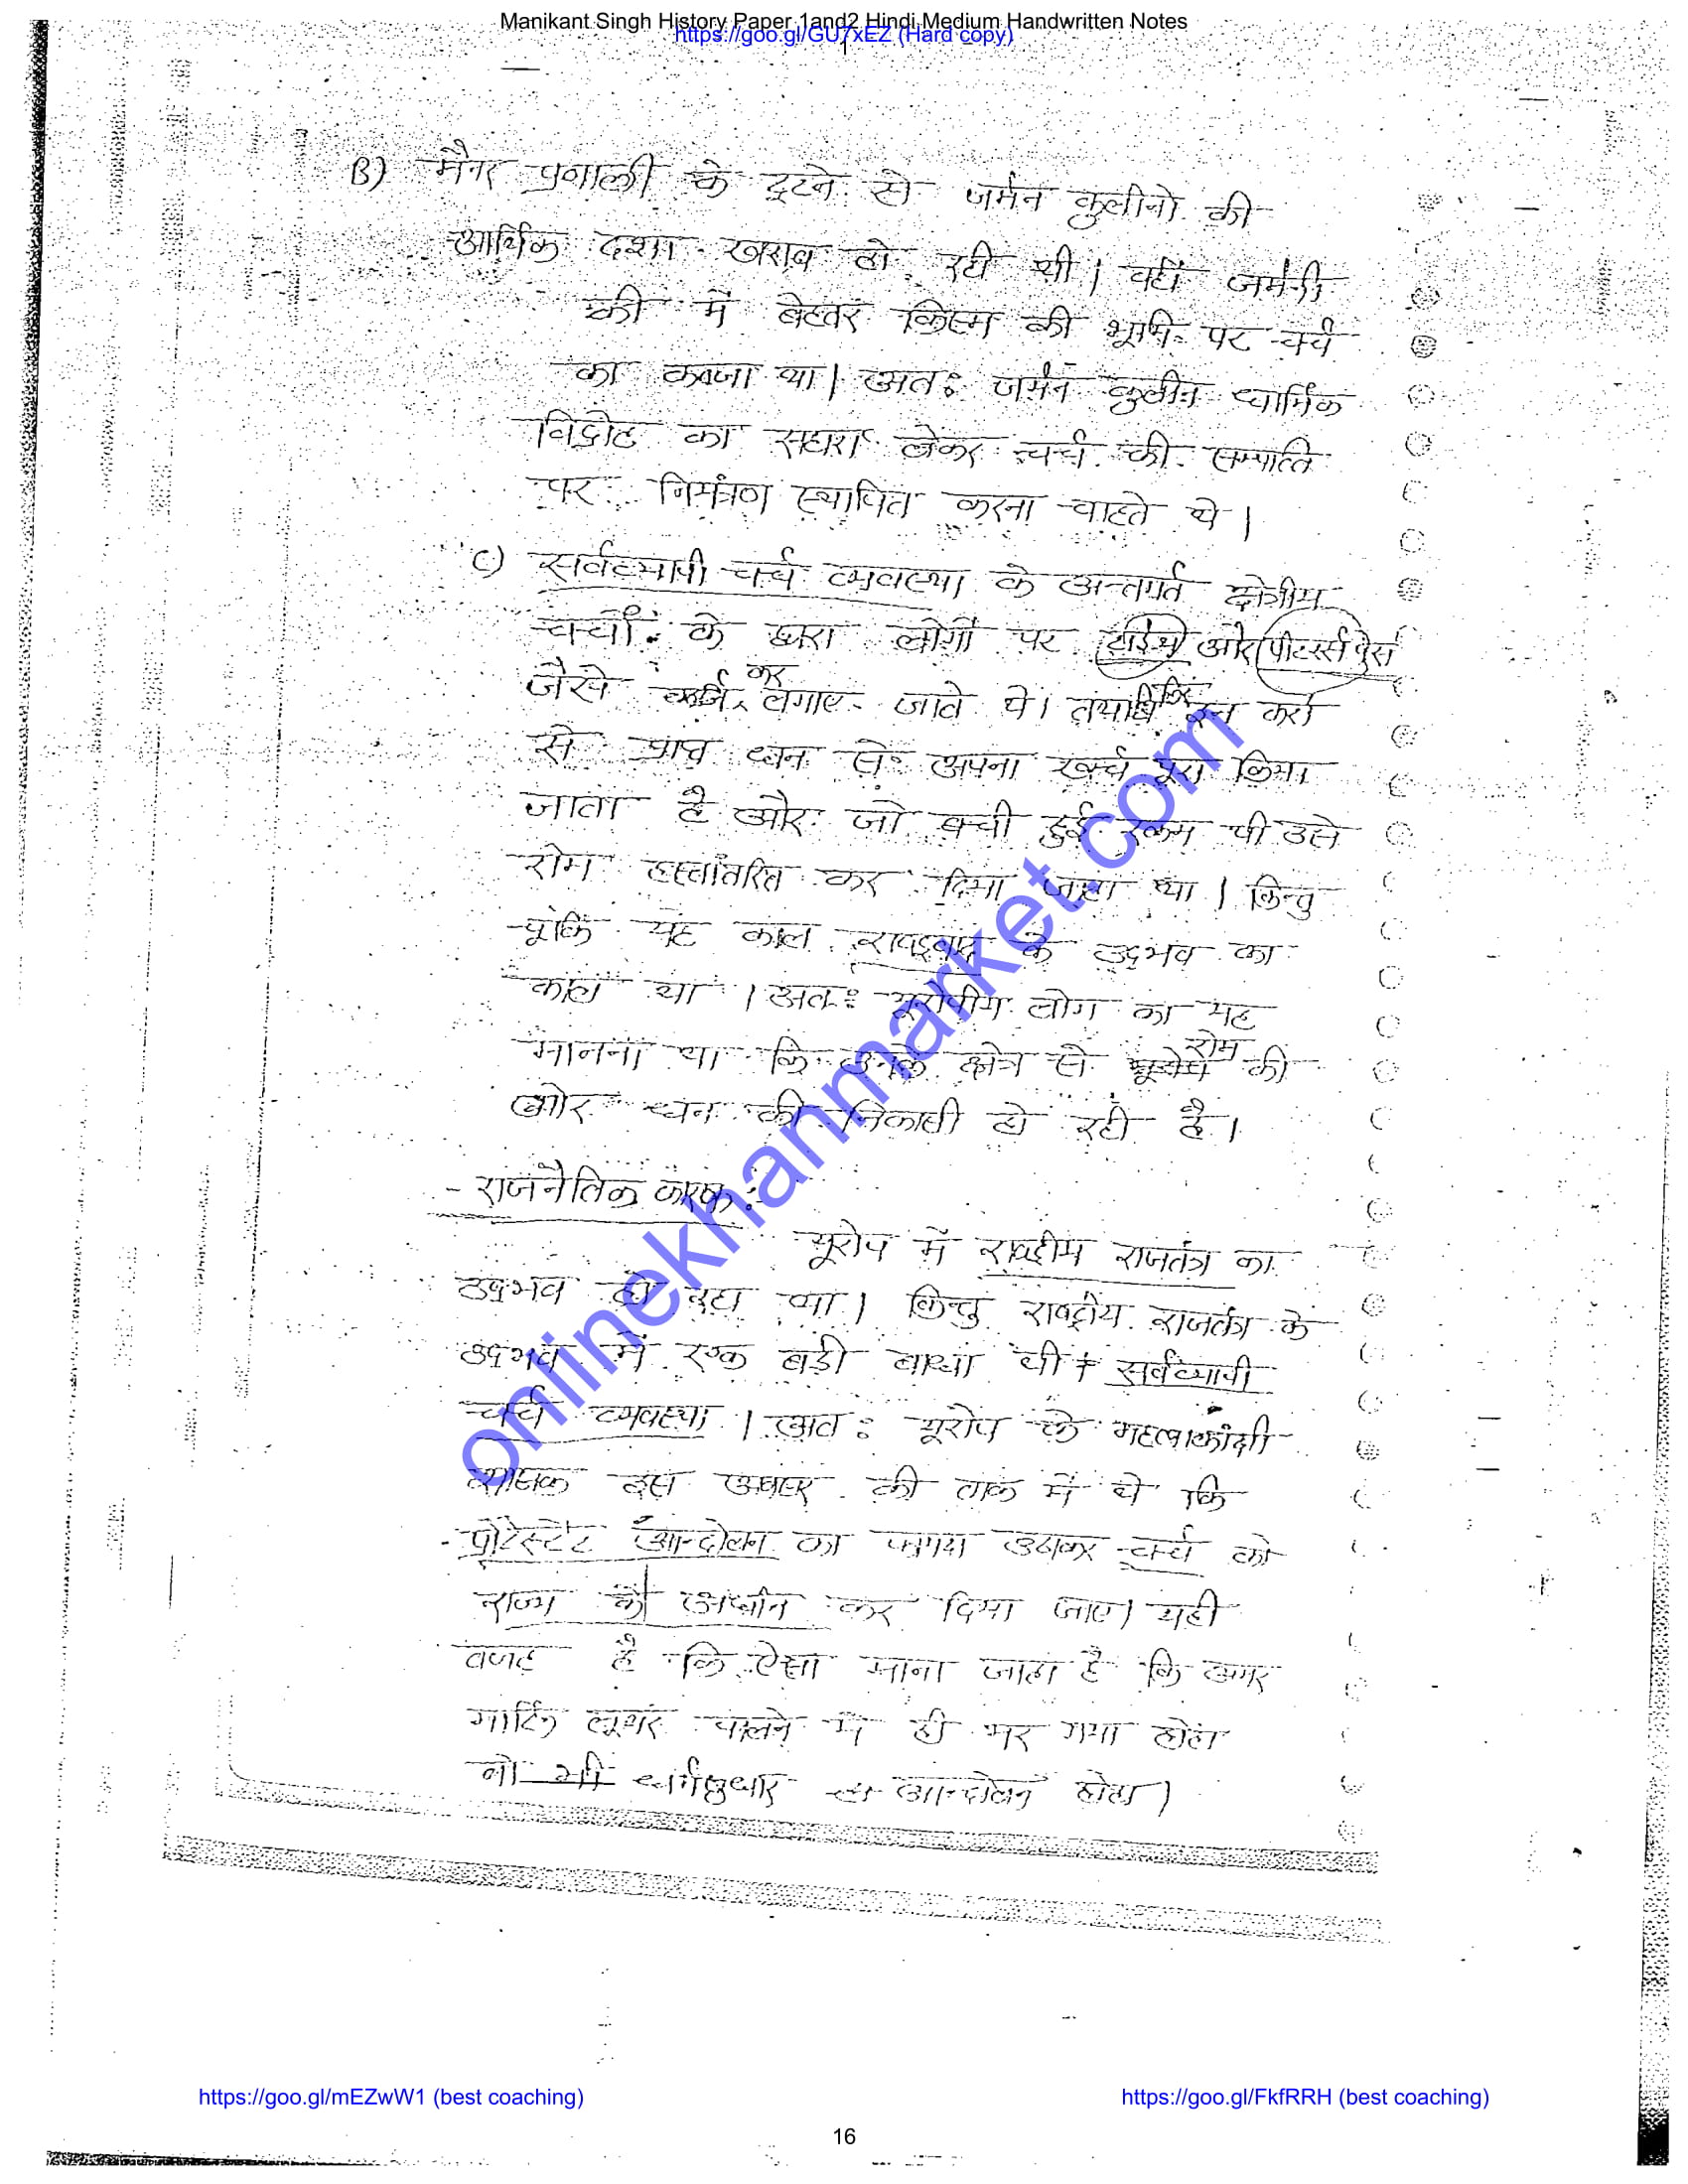 Manikant Singh History Paper 1and2 Hindi Medium Handwritten Notes
https://goo.gl/GU7xEZ (Hard copy)
1
B) मैनर प्रणाली के टूटने से जर्मन कुलीनो की
आर्थिक दशा खराब हो रही थी। वहीं जर्मनी
की में बेहतर किस्म की भूमि पर चर्च
का कब्जा था। अतः जर्मन कुलीन धार्मिक
विद्रोह का सहारा लेकर चर्च की सम्पत्ति
पर नियंत्रण स्थापित करना चाहते थे।
C) सर्वव्यापी चर्च व्यवस्था के अन्तर्गत क्षेत्रीय
चर्चों के द्वारा लोगों पर टाईथ और पीटर्स पेंस
जैसे कर लगाए जाते थे। तथापि इन करों
से प्राप्त धन से अपना खर्च पूरा किया
जाता है और जो बची हुई रकम थी उसे
रोम हस्तांतरित कर दिया जाता था। किन्तु
चूंकि यह काल राष्ट्रवाद के उद्भव का
काल था। अतः यूरोपीय लोग का यह
मानना था कि उनके क्षेत्र से रोम की
ओर धन की निकासी हो रही है।
- राजनैतिक कारक :-
यूरोप में राष्ट्रीय राजतंत्र का
उद्भव हो रहा था। किन्तु राष्ट्रीय राजतंत्र के
उद्भव में एक बड़ी बाधा थी सर्वव्यापी
चर्च व्यवस्था। अतः यूरोप के महत्वाकांक्षी
शासक इस अवसर की ताक में थे कि
- प्रोटेस्टेंट आन्दोलन का फायदा उठाकर चर्च को
राज्य के अधीन कर दिया जाए। यही
वजह है कि ऐसा माना जाता है कि अगर
मार्टिन लूथर पालने में ही मर गया होता
तो भी धर्मसुधार आन्दोलन होता।
onlinekhanmarket.com
https://goo.gl/mEZwW1 (best coaching) https://goo.gl/FkfRRH (best coaching)
16